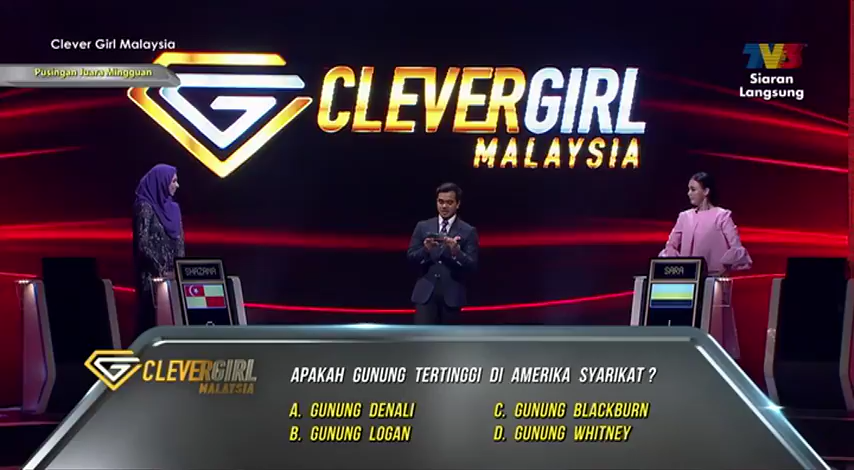 Clever Girl Malaysia
Pusingan Juara Mingguan
TV3
Siaran
Langsung
CLEVERGIRL
MALAYSIA
SHAZANA
SARA
CLEVERGIRL
MALAYSIA
APAKAH GUNUNG TERTINGGI DI AMERIKA SYARIKAT?
A. GUNUNG DENALI
B. GUNUNG LOGAN
C. GUNUNG BLACKBURN
D. GUNUNG WHITNEY